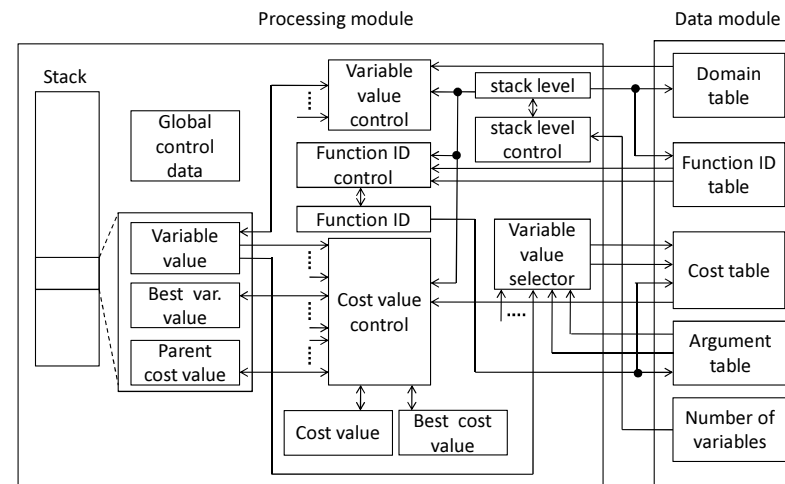 Processing module
Data module
Stack
Global
control
data
Variable
value
control
stack level
stack level
control
Domain
table
Function ID
control
Function ID
Function ID
table
Variable
value
Best var.
value
Parent
cost value
Cost value
control
Variable
value
selector
....
Cost table
Argument
table
Cost value
Best cost
value
Number of
variables